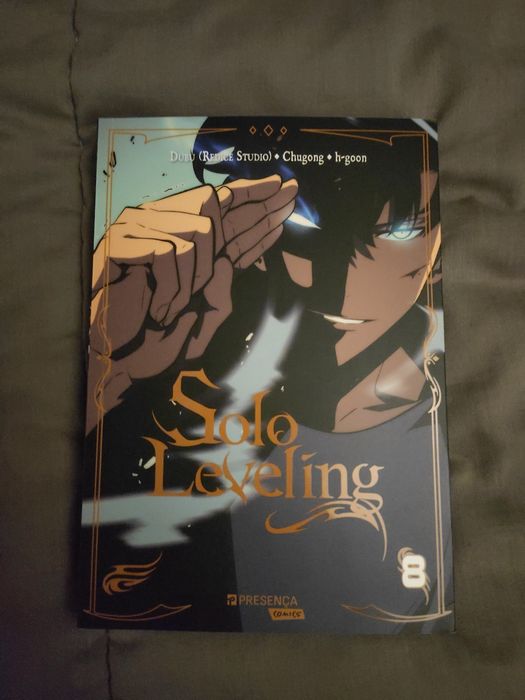 Dubu (Redice Studio) ♦ Chugong ♦ h-goon
Solo
Leveling
8
PRESENÇA
COMICS